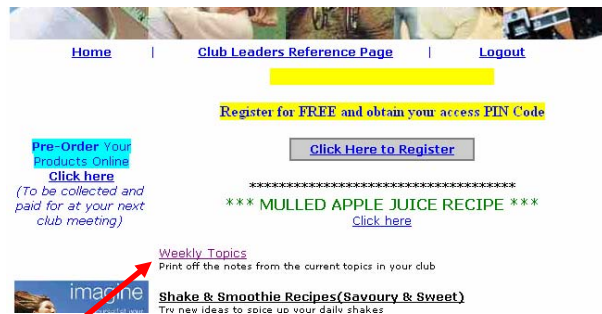 Home | Club Leaders Reference Page | Logout
Register for FREE and obtain your access PIN Code
Pre-Order Your
Products Online
Click here
(To be collected and
paid for at your next
club meeting)
Click Here to Register
************************************
*** MULLED APPLE JUICE RECIPE ***
Click here
Weekly Topics
Print off the notes from the current topics in your club
imagine
Shake & Smoothie Recipes(Savoury & Sweet)
Try new ideas to spice up your daily shakes